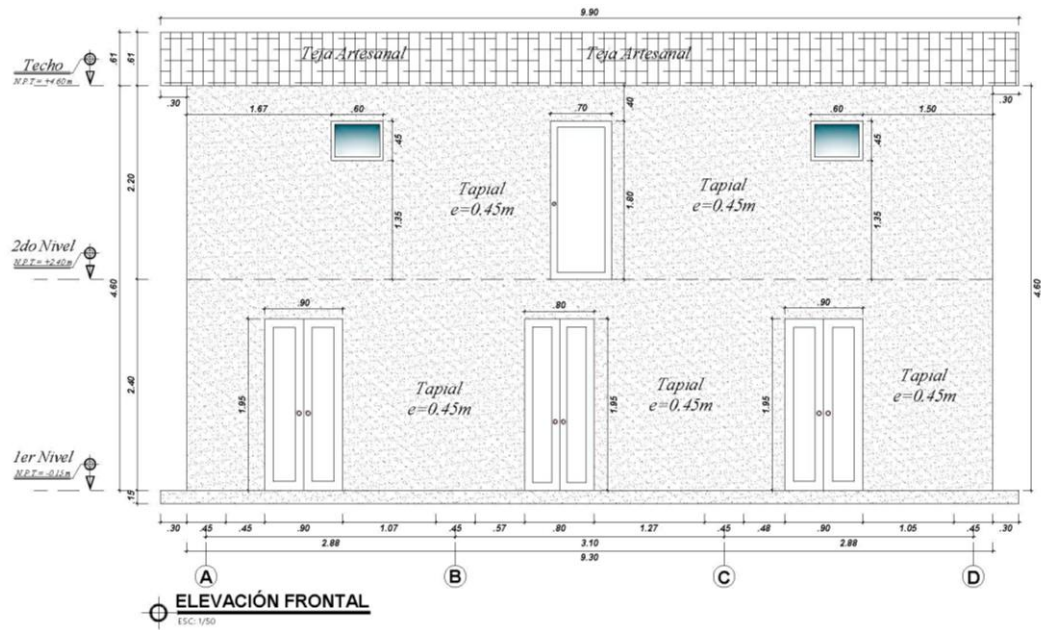 9.90
Teja Artesanal Teja Artesanal
.61 .61
Techo
N.P.T = +4.60m
.30 1.67 .60 .70 .40 .60 1.50 .30
.45 .45
2.20
Tapial
e=0.45m
Tapial
e=0.45m
1.35 1.80 1.35
2do Nivel
N.P.T = +2.40m
4.60 4.60
.90 .80 .90
2.40
1.95 1.95 1.95
Tapial
e=0.45m
Tapial
e=0.45m
Tapial
e=0.45m
1er Nivel
N.P.T = -0.15m
.15
.30 .45 .45 .90 1.07 .45 .57 .80 1.27 .45 .48 .90 1.05 .45 .30
2.88 3.10 2.88
9.30
A B C D
ELEVACIÓN FRONTAL
ESC: 1/50